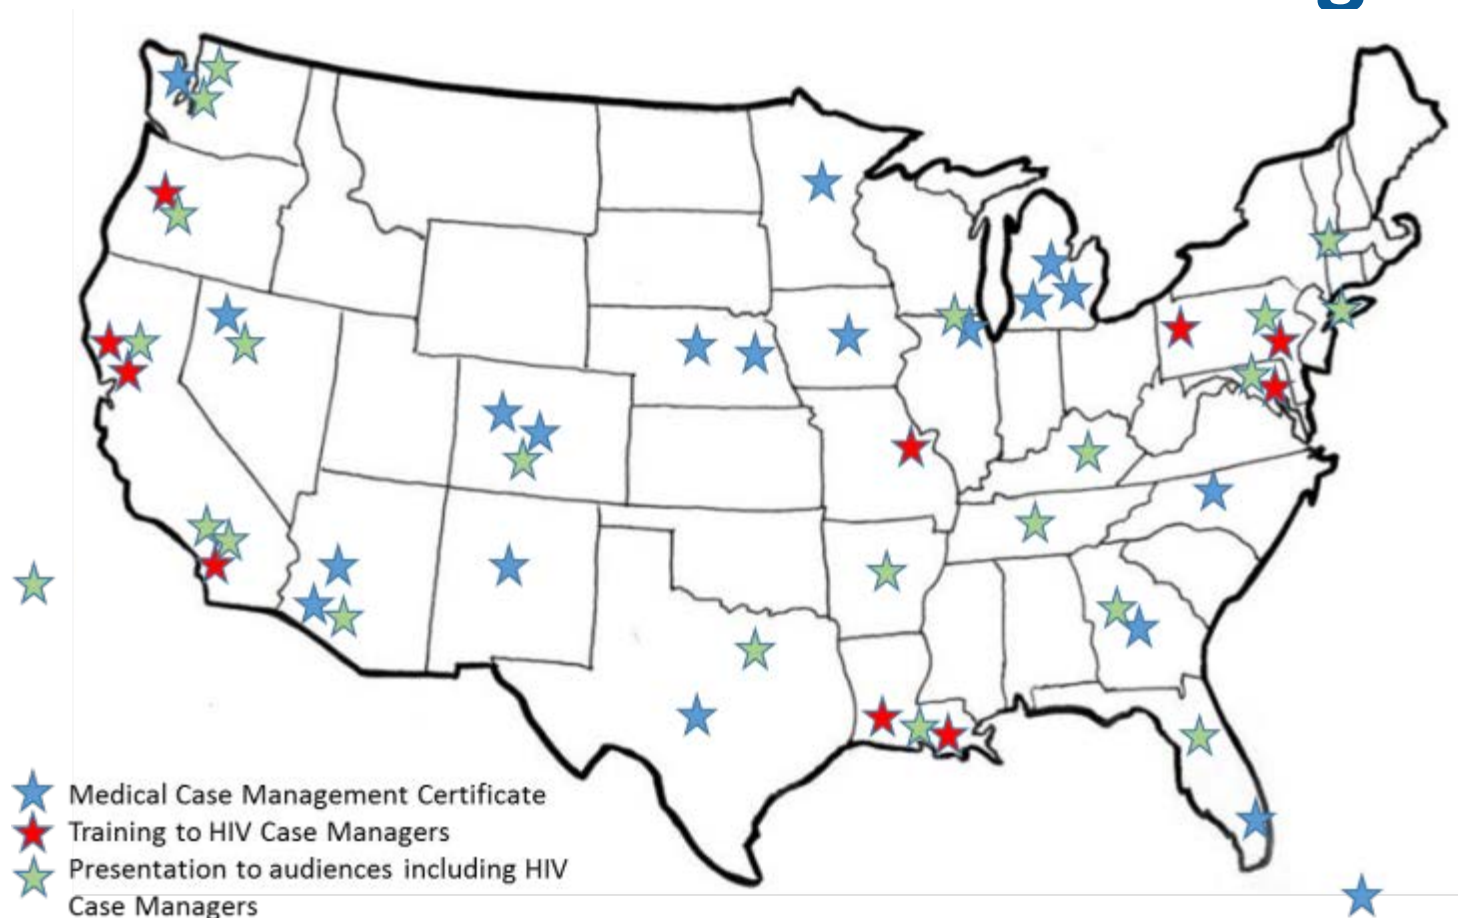 Medical Case Management Certificate
Training to HIV Case Managers
Presentation to audiences including HIV
Case Managers